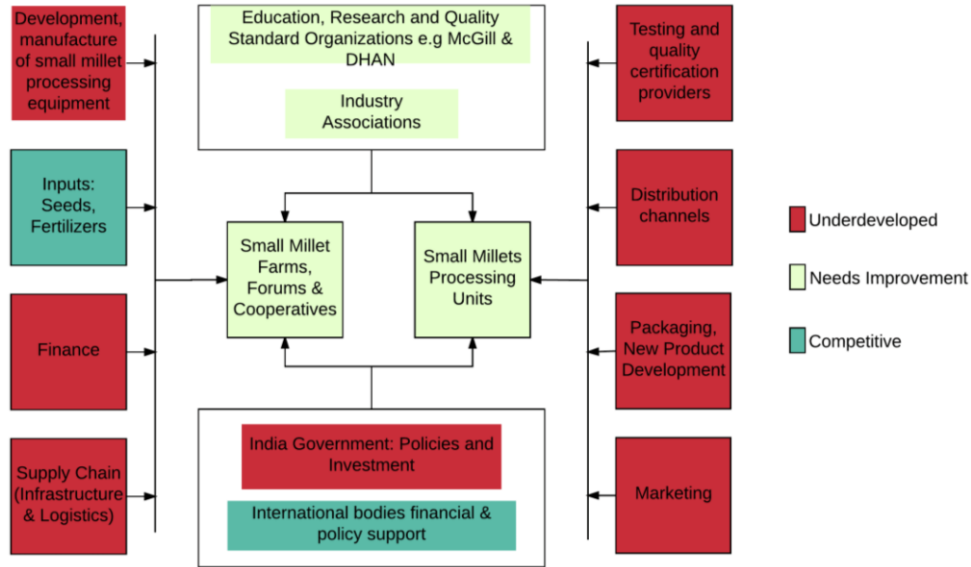 Development,
manufacture
of small millet
processing
equipment
Inputs:
Seeds,
Fertilizers
Finance
Supply Chain
(Infrastructure
& Logistics)
Education, Research and Quality
Standard Organizations e.g McGill &
DHAN
Industry
Associations
Small Millet
Farms,
Forums &
Cooperatives
Small Millets
Processing
Units
India Government: Policies and
Investment
International bodies financial &
policy support
Testing and
quality
certification
providers
Distribution
channels
Packaging,
New Product
Development
Marketing
Underdeveloped
Needs Improvement
Competitive